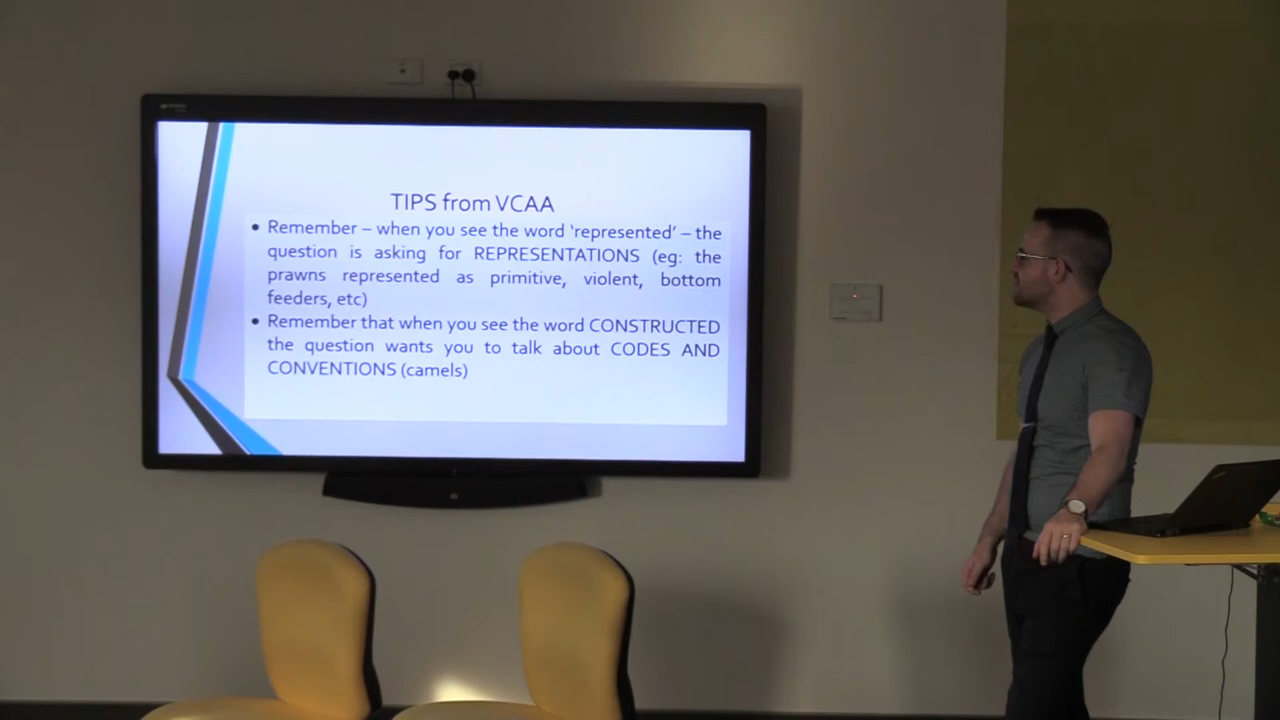 TIPS from VCAA
• Remember – when you see the word ‘represented’ – the
question is asking for REPRESENTATIONS (eg: the
prawns represented as primitive, violent, bottom
feeders, etc)
• Remember that when you see the word CONSTRUCTED
the question wants you to talk about CODES AND
CONVENTIONS (camels)